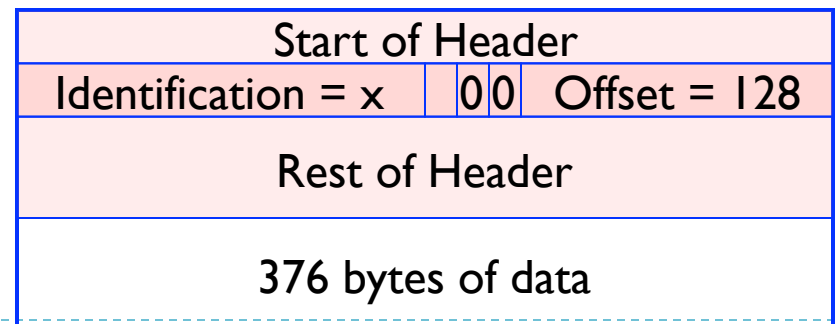 Start of Header
Identification = x 0 0 Offset = 128
Rest of Header
376 bytes of data